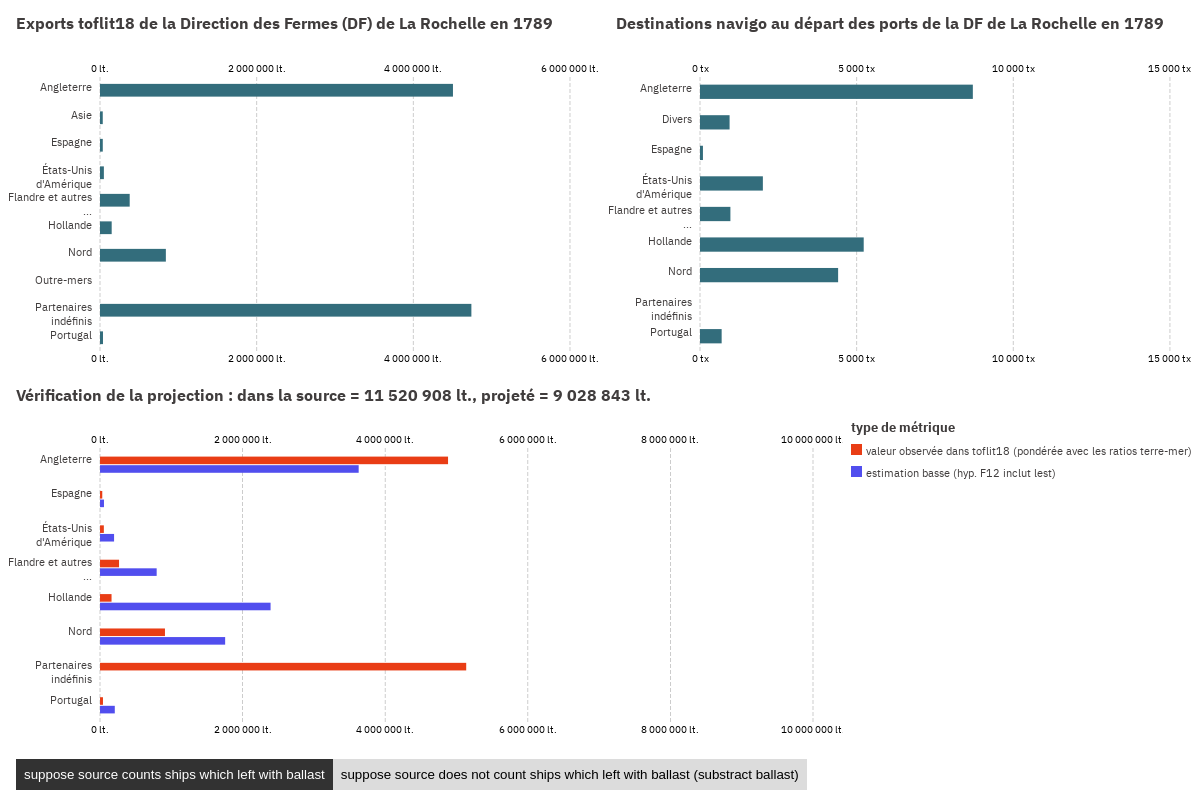 Exports toflit18 de la Direction des Fermes (DF) de La Rochelle en 1789
0 lt.
2 000 000 lt.
4 000 000 lt.
6 000 000 lt.
Angleterre
Asie
Espagne
États-Unis
d'Amérique
Flandre et autres
...
Hollande
Nord
Outre-mers
Partenaires
indéfinis
Portugal
0 lt.
2 000 000 lt.
4 000 000 lt.
6 000 000 lt.
Destinations navigo au départ des ports de la DF de La Rochelle en 1789
0 tx
5 000 tx
10 000 tx
15 000 tx
Angleterre
Divers
Espagne
États-Unis
d'Amérique
Flandre et autres
...
Hollande
Nord
Partenaires
indéfinis
Portugal
0 tx
5 000 tx
10 000 tx
15 000 tx
Vérification de la projection : dans la source = 11 520 908 lt., projeté = 9 028 843 lt.
0 lt.
2 000 000 lt.
4 000 000 lt.
6 000 000 lt.
8 000 000 lt.
10 000 000 lt
Angleterre
Espagne
États-Unis
d'Amérique
Flandre et autres
...
Hollande
Nord
Partenaires
indéfinis
Portugal
0 lt.
2 000 000 lt.
4 000 000 lt.
6 000 000 lt.
8 000 000 lt.
10 000 000 lt
type de métrique
valeur observée dans toflit18 (pondérée avec les ratios terre-mer)
estimation basse (hyp. F12 inclut lest)
suppose source counts ships which left with ballast
suppose source does not count ships which left with ballast (substract ballast)